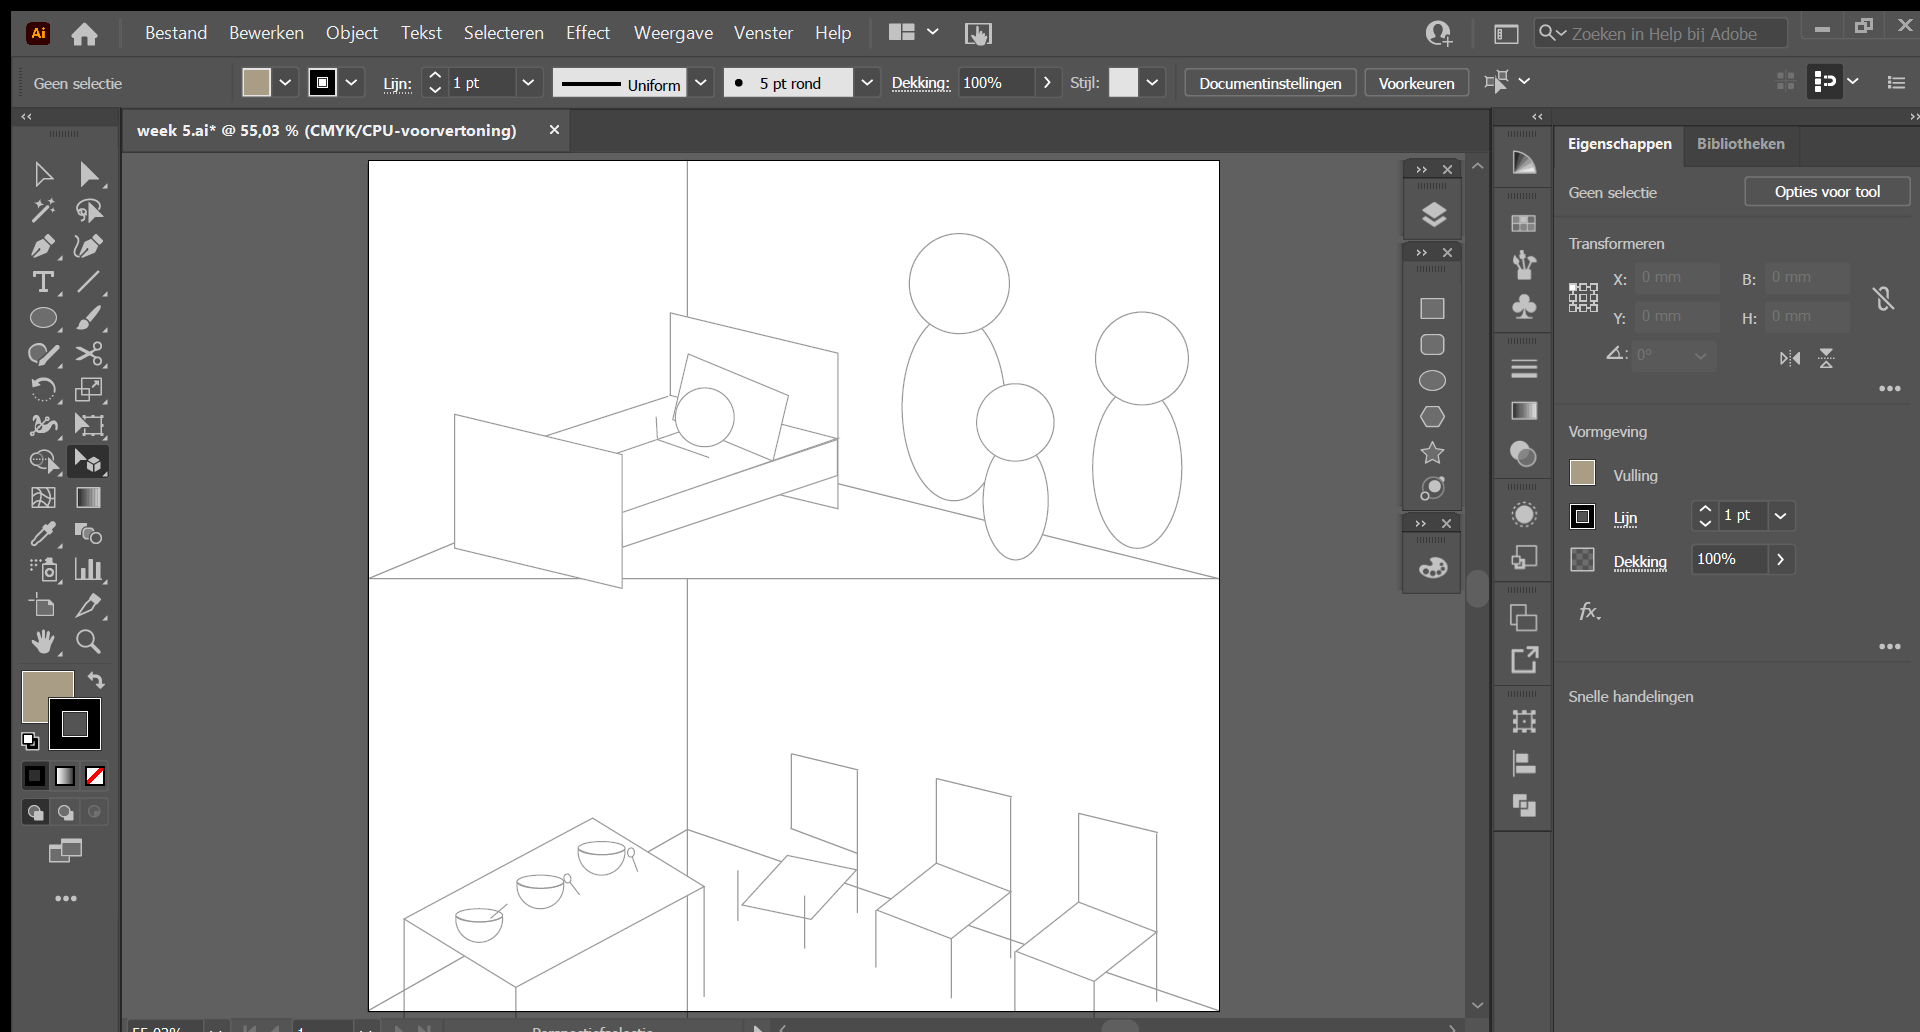 Ai Bestand Bewerken Object Tekst Selecteren Effect Weergave Venster Help Zoeken in Help bij Adobe
Geen selectie Lijn: 1 pt Uniform 5 pt rond Dekking: 100% Stijl: Documentinstellingen Voorkeuren
week 5.ai* @ 55,03 % (CMYK/CPU-voorvertoning)
Eigenschappen Bibliotheken
Geen selectie Opties voor tool
Transformeren
X: 0 mm B: 0 mm
Y: 0 mm H: 0 mm
0°
Vormgeving
Vulling
Lijn 1 pt
Dekking 100%
fx
Snelle handelingen
55,03% 1 Perspectiefselectie